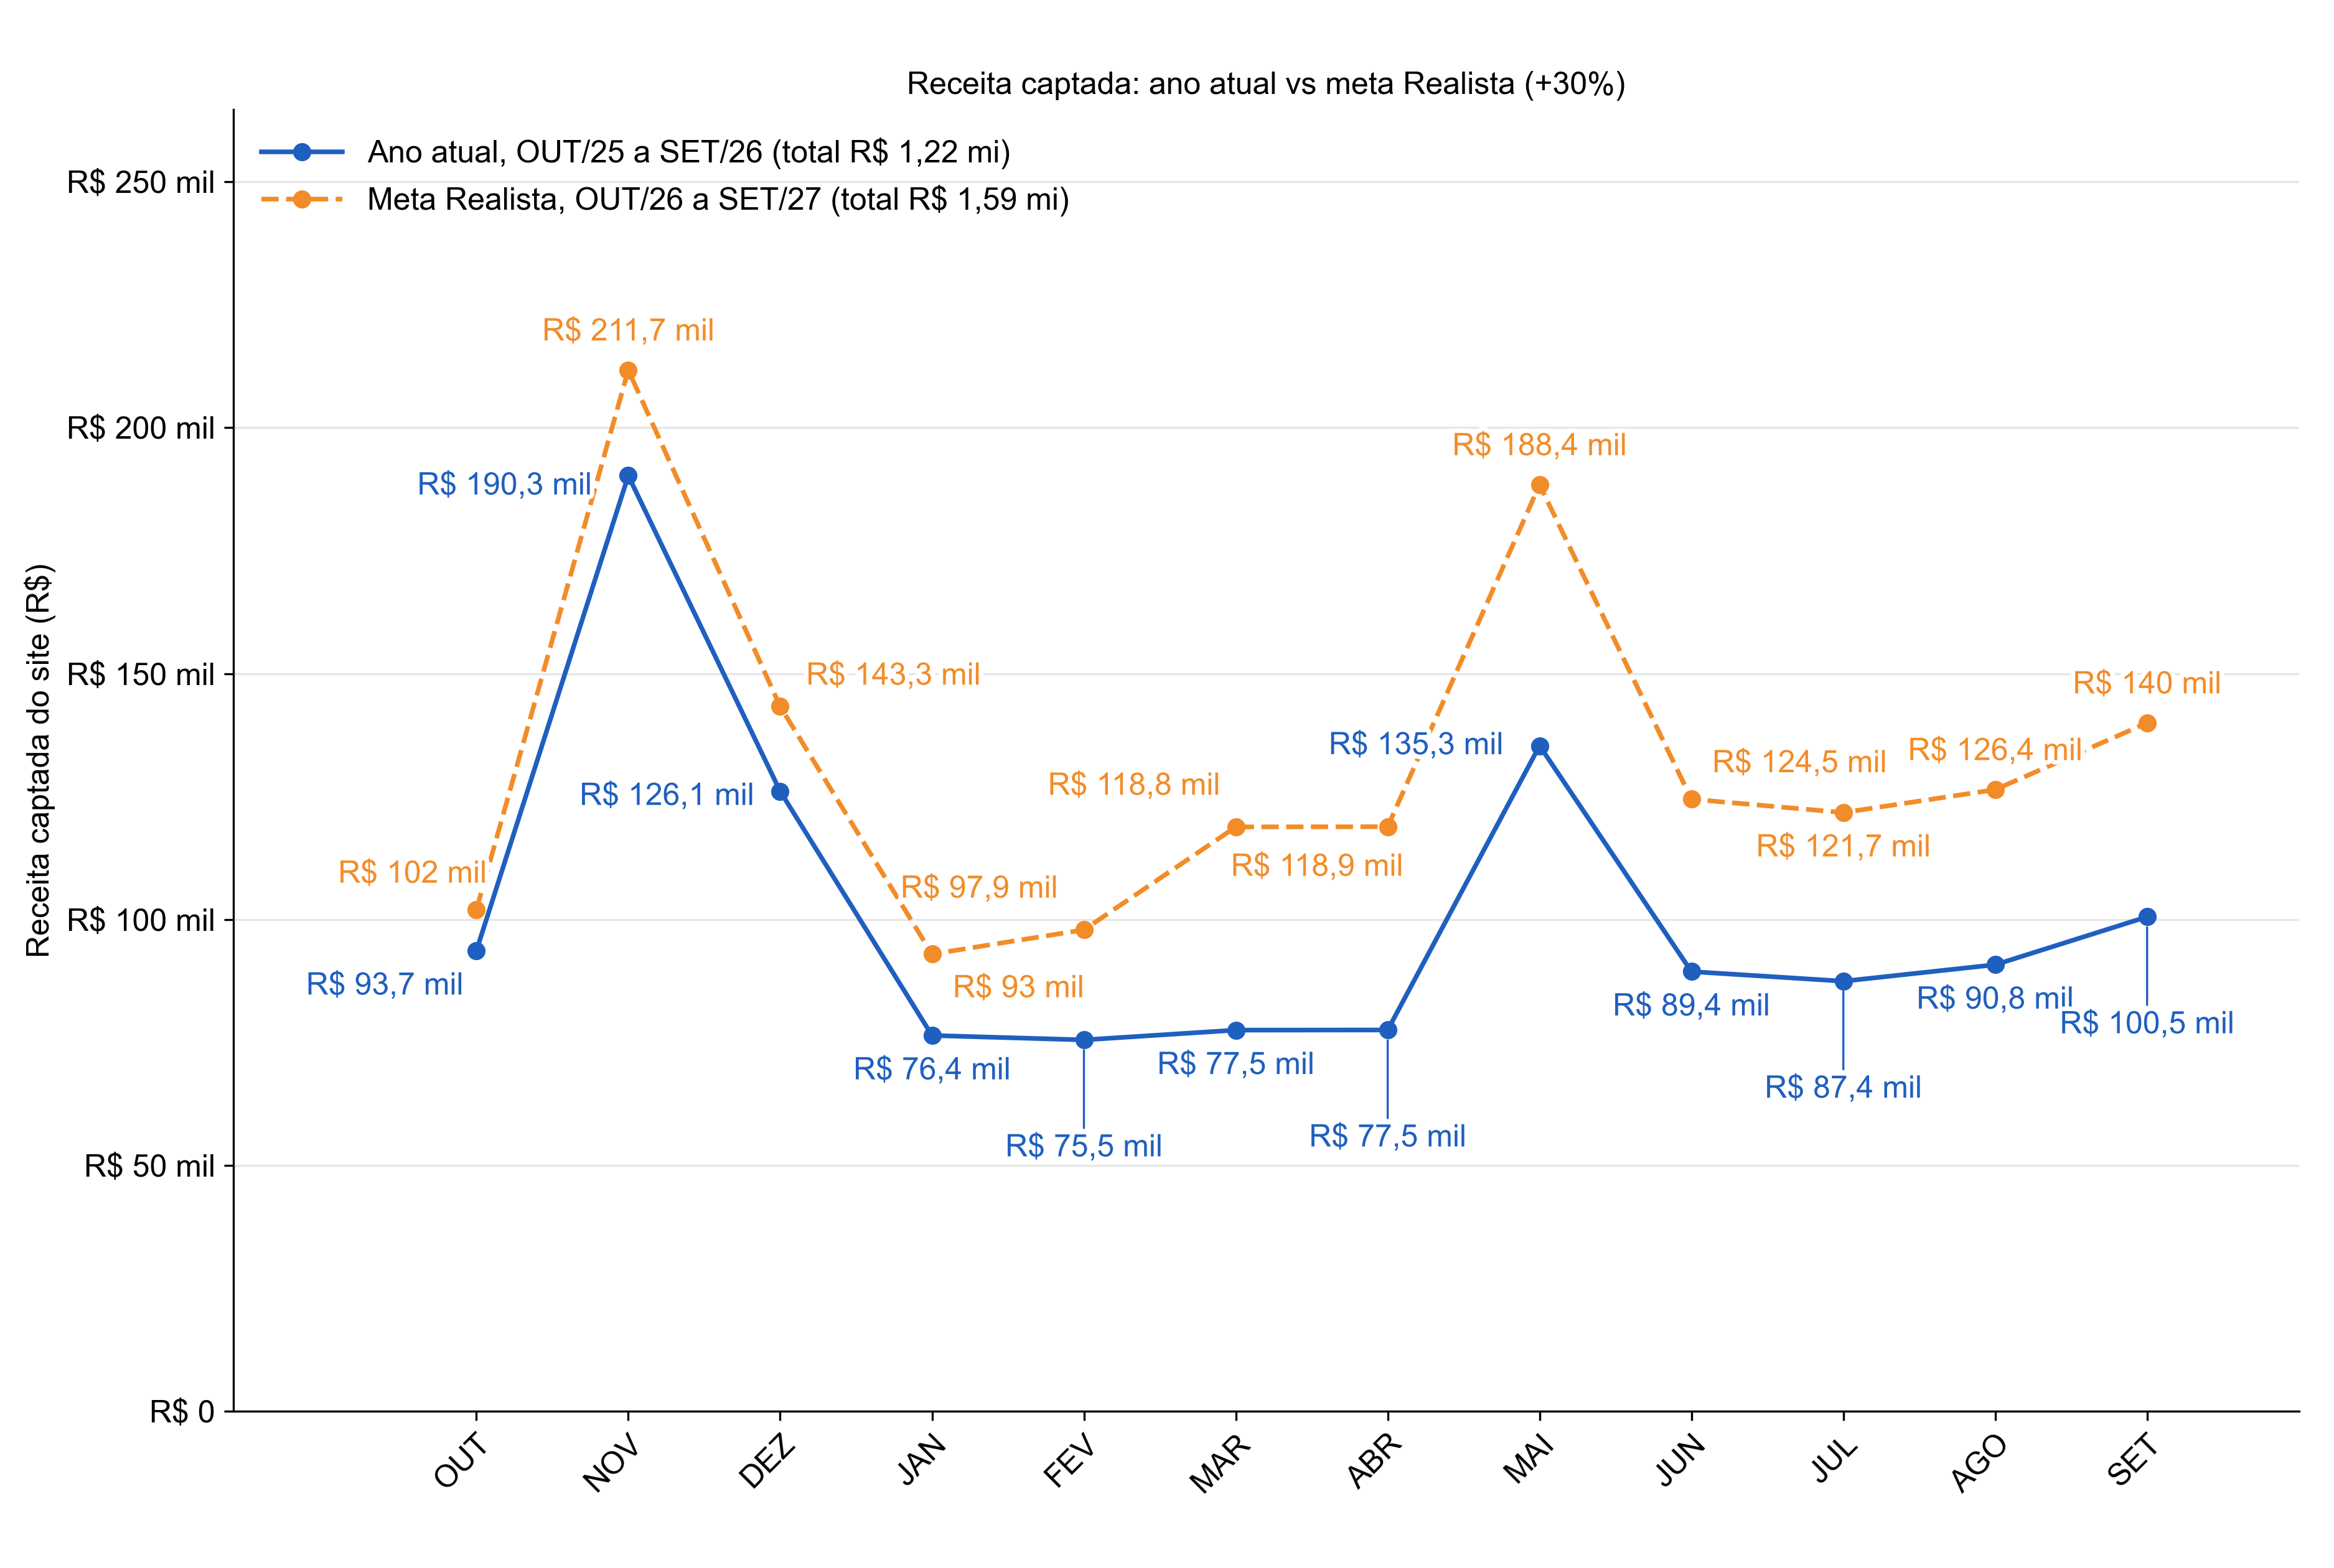 Receita captada: ano atual vs meta Realista (+30%)
Ano atual, OUT/25 a SET/26 (total R$ 1,22 mi)
Meta Realista, OUT/26 a SET/27 (total R$ 1,59 mi)
Receita captada do site (R$)
R$ 250 mil
R$ 200 mil
R$ 150 mil
R$ 100 mil
R$ 50 mil
R$ 0
R$ 211,7 mil
R$ 188,4 mil
R$ 190,3 mil
R$ 143,3 mil
R$ 140 mil
R$ 135,3 mil
R$ 126,4 mil
R$ 124,5 mil
R$ 118,8 mil
R$ 126,1 mil
R$ 121,7 mil
R$ 118,9 mil
R$ 102 mil
R$ 97,9 mil
R$ 93,7 mil
R$ 93 mil
R$ 90,8 mil
R$ 89,4 mil
R$ 100,5 mil
R$ 77,5 mil
R$ 76,4 mil
R$ 87,4 mil
R$ 77,5 mil
R$ 75,5 mil
OUT
NOV
DEZ
JAN
FEV
MAR
ABR
MAI
JUN
JUL
AGO
SET